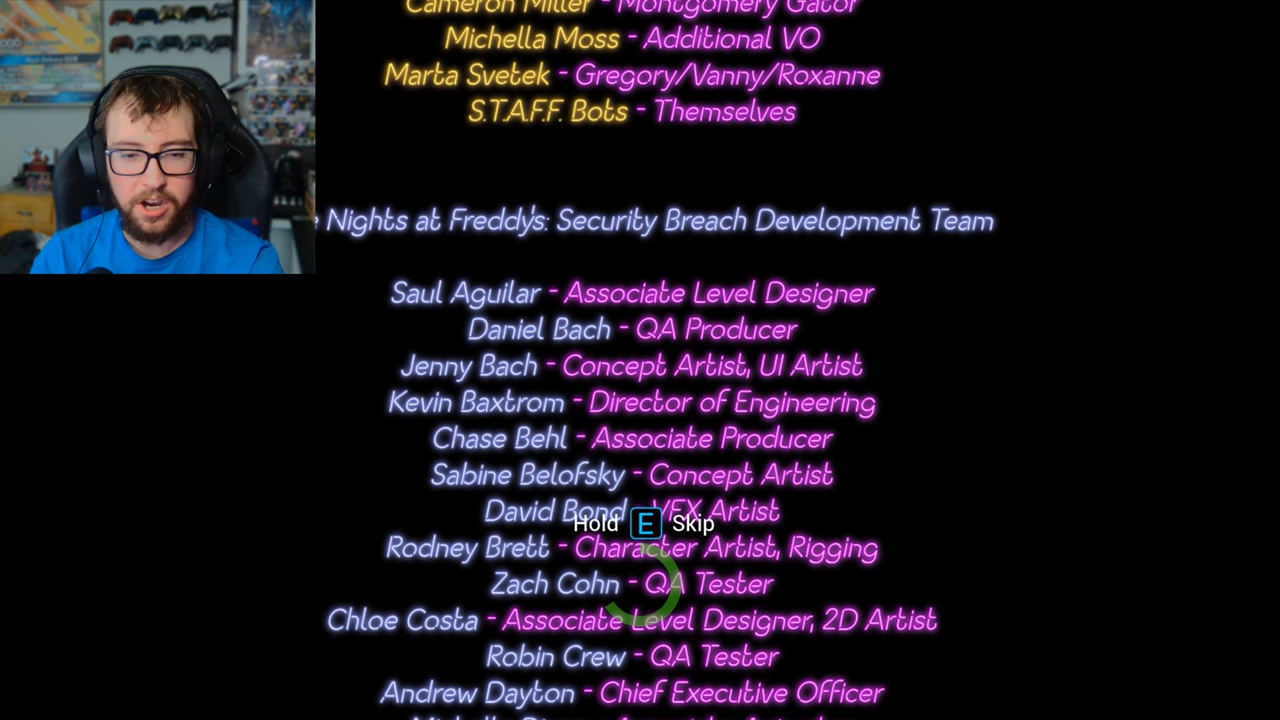 Cameron Miller - Montgomery Gator
Michella Moss - Additional VO
Marta Svetek - Gregory/Vanny/Roxanne
S.T.A.F.F. Bots - Themselves
Nights at Freddy's: Security Breach Development Team
Saul Aguilar - Associate Level Designer
Daniel Bach - QA Producer
Jenny Bach - Concept Artist, UI Artist
Kevin Baxtrom - Director of Engineering
Chase Behl - Associate Producer
Sabine Belofsky - Concept Artist
David Bond - VFX Artist
Hold E Skip
Rodney Brett - Character Artist, Rigging
Zach Cohn - QA Tester
Chloe Costa - Associate Level Designer, 2D Artist
Robin Crew - QA Tester
Andrew Dayton - Chief Executive Officer